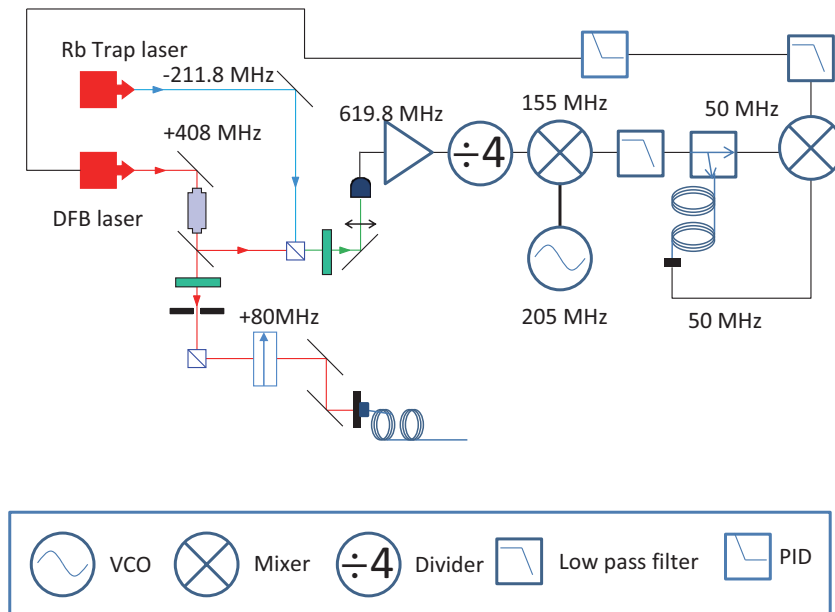 Rb Trap laser
-211.8 MHz
+408 MHz
DFB laser
619.8 MHz
÷4
155 MHz
50 MHz
205 MHz
50 MHz
+80MHz
VCO
Mixer
÷4
Divider
Low pass filter
PID